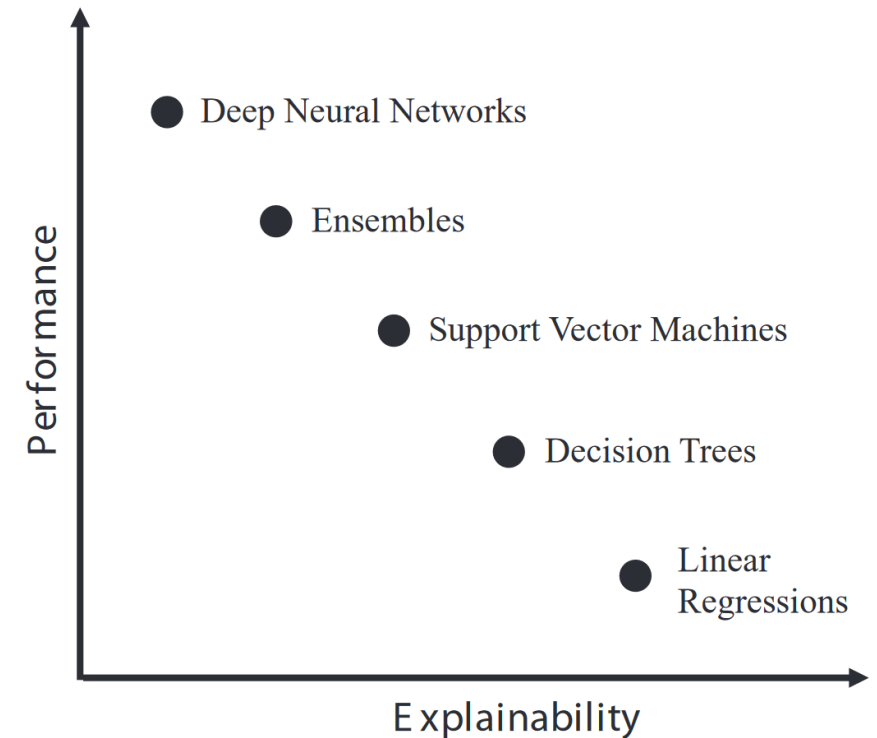 Deep Neural Networks
Ensembles
Support Vector Machines
Decision Trees
Linear
Regressions
Performance
Explainability